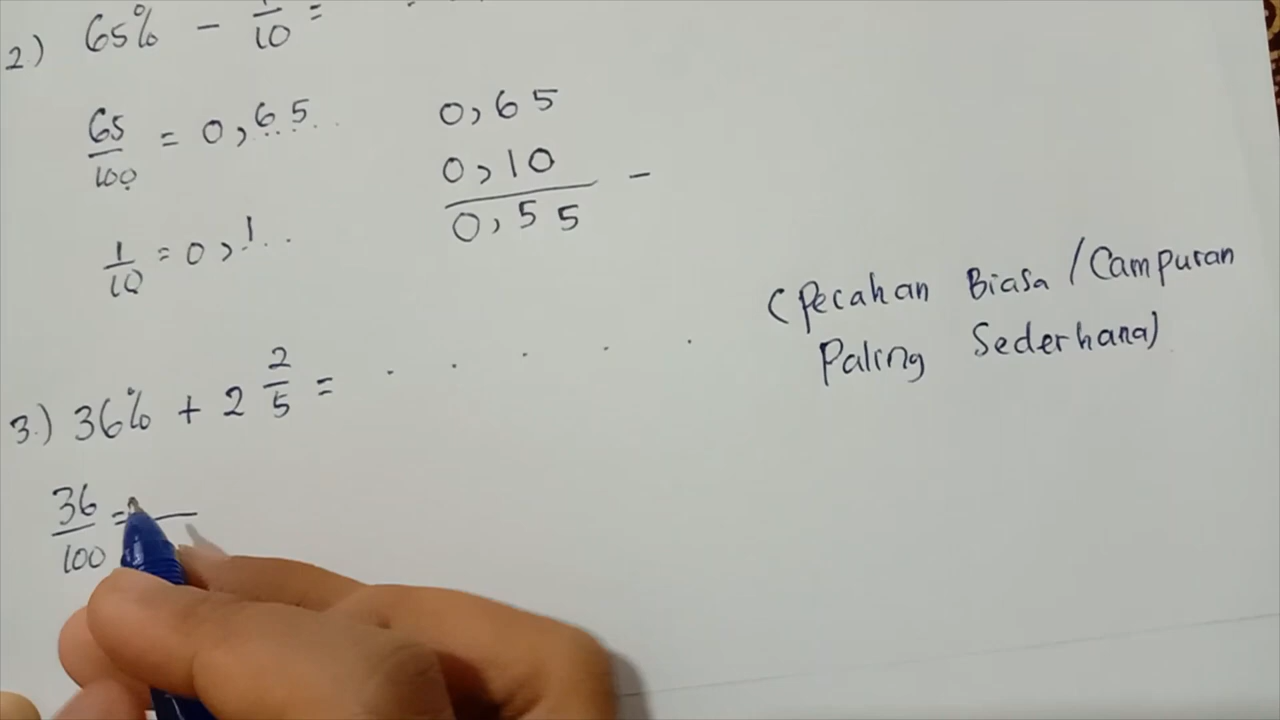 2.) 65% - 1/10 =
65/100 = 0,65..
1/10 = 0,1..
0,65
0,10 -
0,55
(Pecahan Biasa / Campuran
Paling Sederhana)
3.) 36% + 2 2/5 = . . . . .
36/100 =